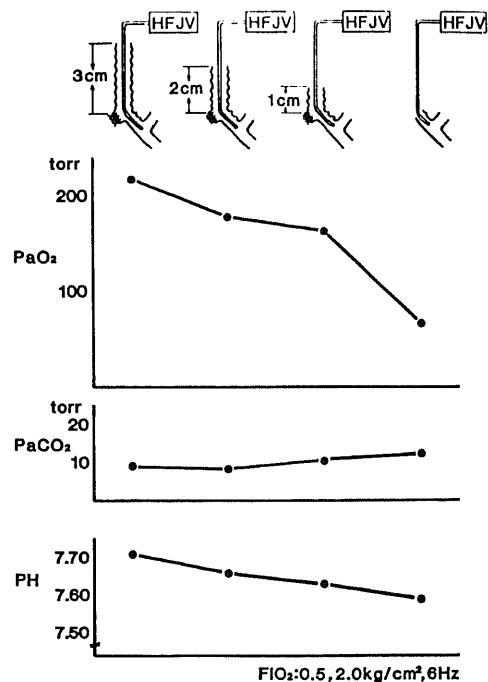 HFJV HFJV HFJV HFJV
3cm
2cm
1cm
torr
200
PaO₂
100
torr
20
PaCO₂
10
7.70
PH
7.60
7.50
FIO₂:0.5,2.0kg/cm²,6Hz